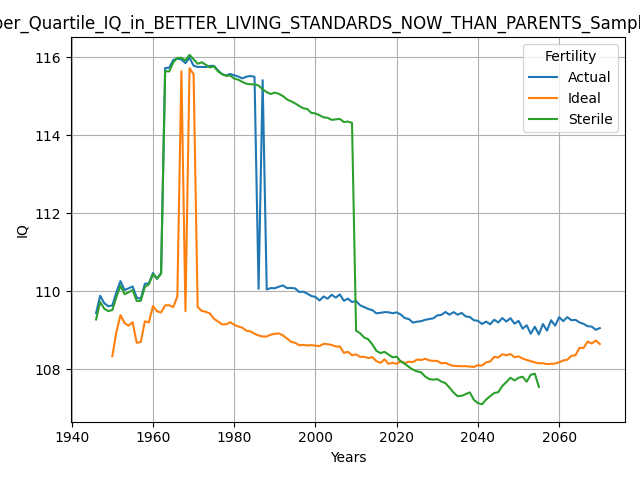 per_Quartile_IQ_in_BETTER_LIVING_STANDARDS_NOW_THAN_PARENTS_Sampl
116
114
112
110
108
IQ
1940
1960
1980
2000
2020
2040
2060
Years
Fertility
Actual
Ideal
Sterile